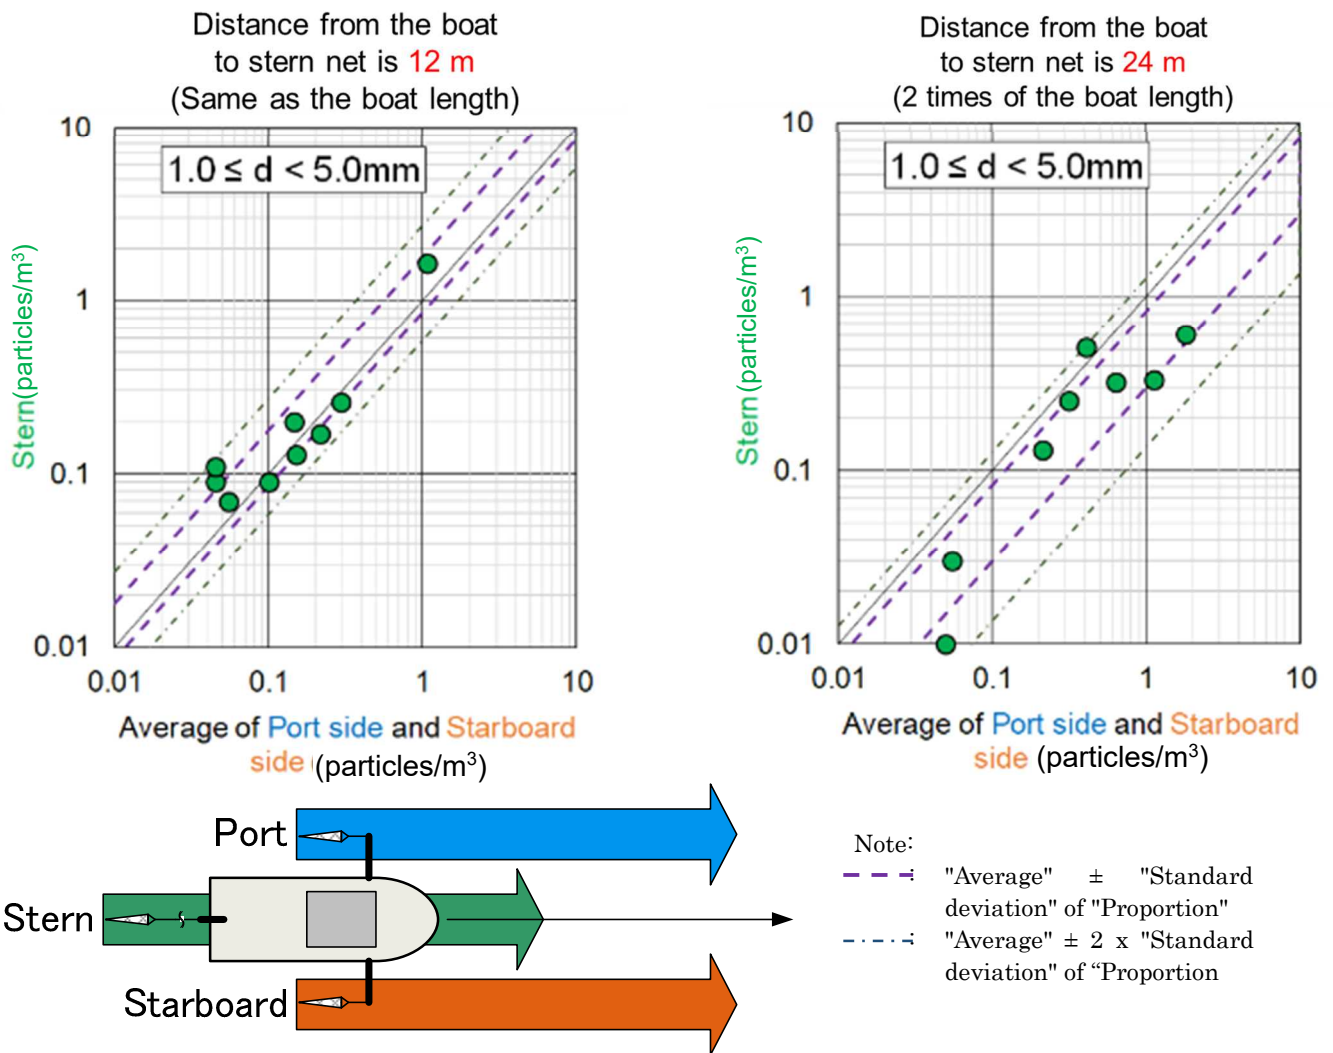 Distance from the boat
to stern net is 12 m
(Same as the boat length)
10
1.0 ≤ d < 5.0mm
1
0.1
0.01
0.01 0.1 1 10
Stern(particles/m³)
Average of Port side and Starboard
side (particles/m³)
Distance from the boat
to stern net is 24 m
(2 times of the boat length)
10
1.0 ≤ d < 5.0mm
1
0.1
0.01
0.01 0.1 1 10
Stern(particles/m³)
Average of Port side and Starboard
side (particles/m³)
Port
Stern
Starboard
Note:
: "Average" ± "Standard
deviation" of "Proportion"
: "Average" ± 2 x "Standard
deviation" of “Proportion